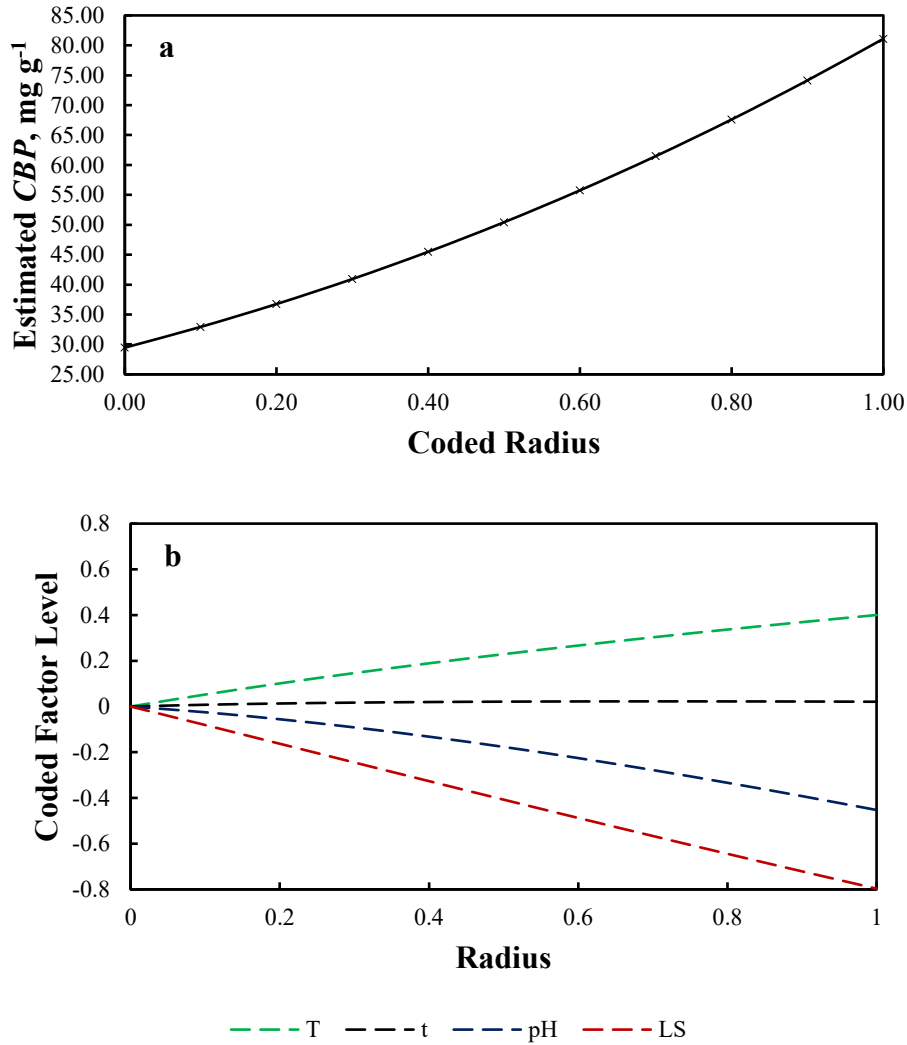 a
85.00
80.00
75.00
70.00
65.00
60.00
55.00
50.00
45.00
40.00
35.00
30.00
25.00
Estimated CBP, mg g⁻¹
0.00 0.20 0.40 0.60 0.80 1.00
Coded Radius
b
0.8
0.6
0.4
0.2
0
-0.2
-0.4
-0.6
-0.8
Coded Factor Level
0 0.2 0.4 0.6 0.8 1
Radius
T t pH LS